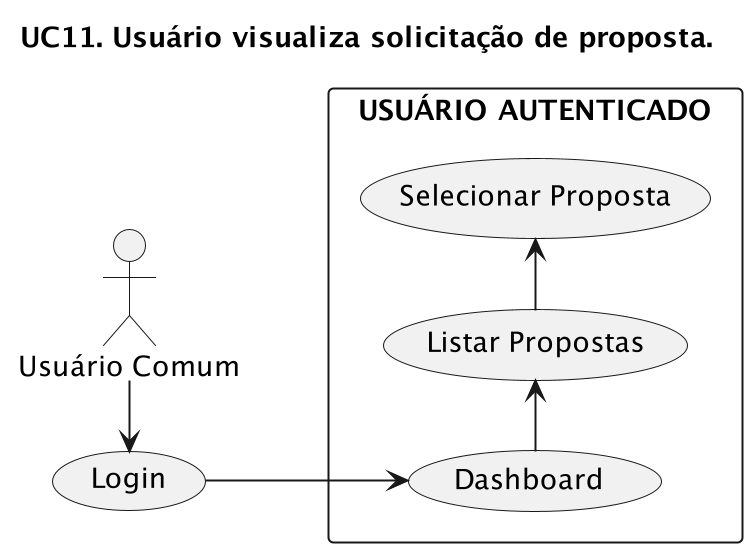 UC11. Usuário visualiza solicitação de proposta.
USUÁRIO AUTENTICADO
Selecionar Proposta
Listar Propostas
Usuário Comum
Login
Dashboard